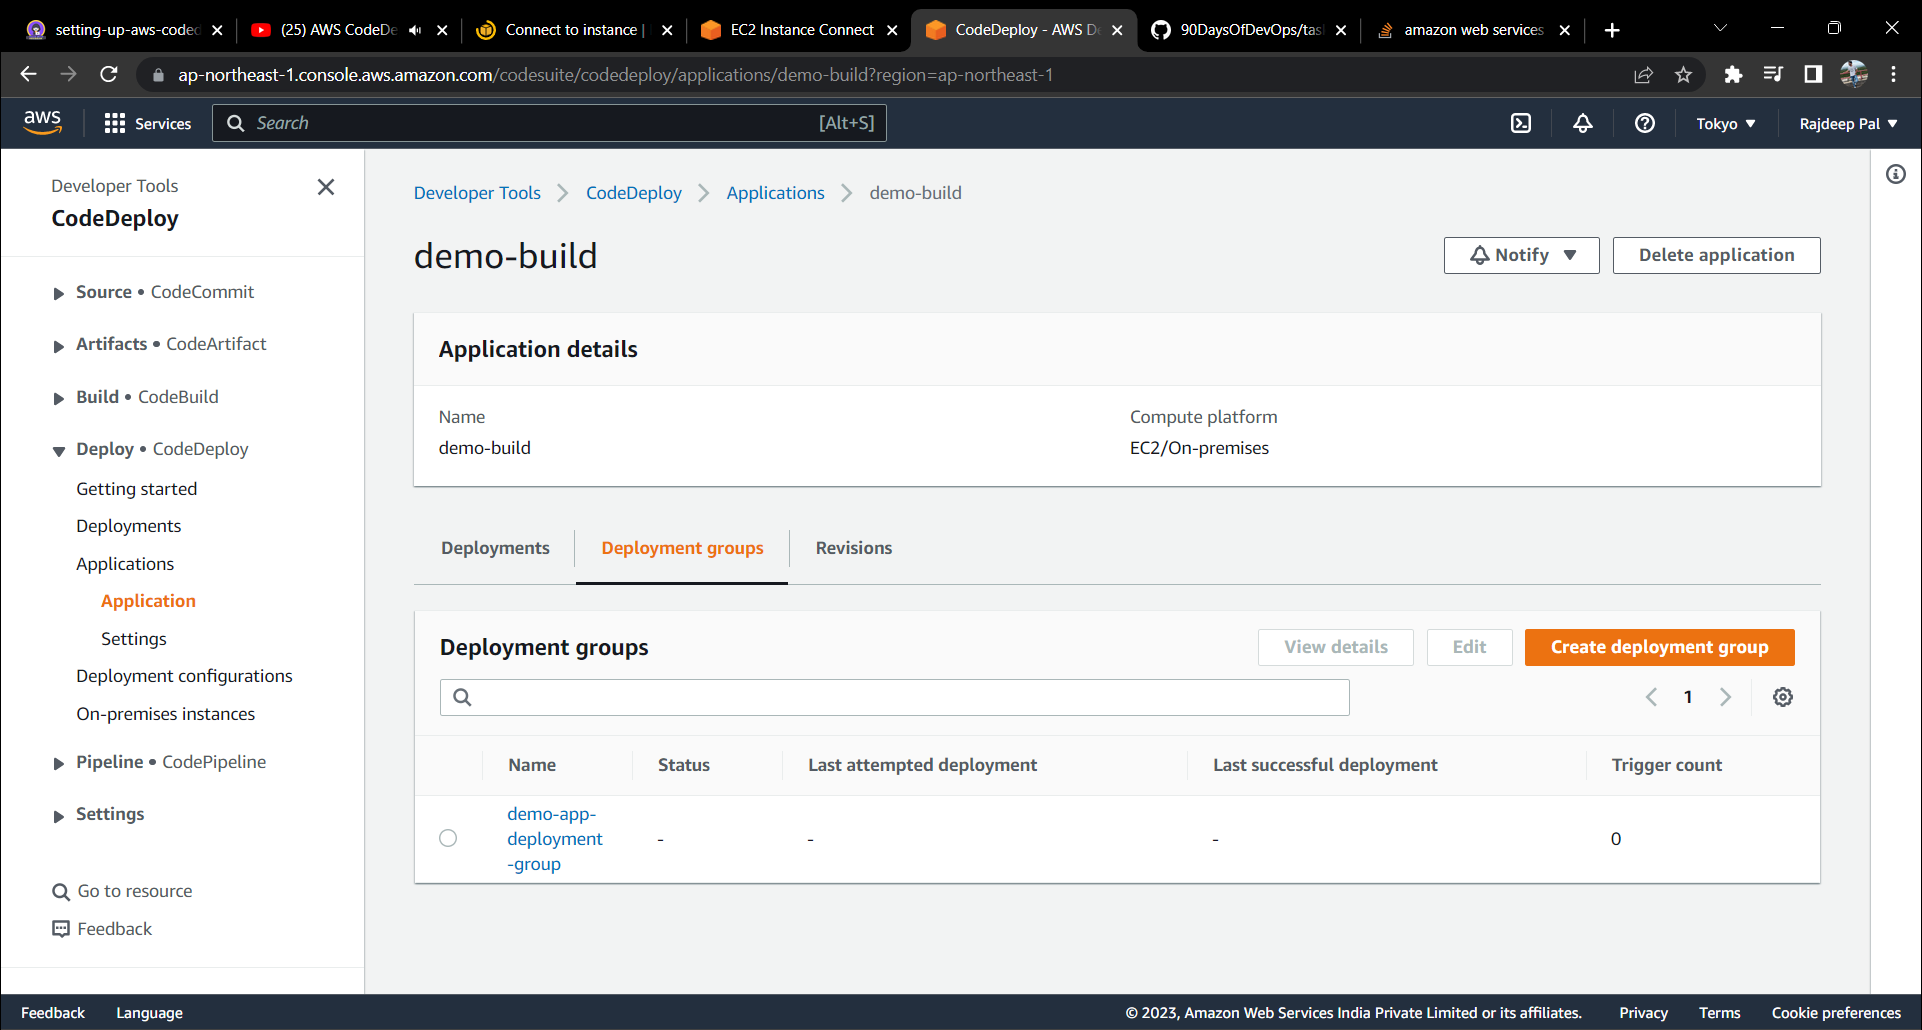 setting-up-aws-coded
(25) AWS CodeDe
Connect to instance |
EC2 Instance Connect
CodeDeploy - AWS De
90DaysOfDevOps/tas
amazon web services
ap-northeast-1.console.aws.amazon.com/codesuite/codedeploy/applications/demo-build?region=ap-northeast-1
aws
Services
Search
[Alt+S]
Tokyo ▼
Rajdeep Pal ▼
Developer Tools
CodeDeploy
Source • CodeCommit
Artifacts • CodeArtifact
Build • CodeBuild
Deploy • CodeDeploy
Getting started
Deployments
Applications
Application
Settings
Deployment configurations
On-premises instances
Pipeline • CodePipeline
Settings
Go to resource
Feedback
Developer Tools
CodeDeploy
Applications
demo-build
demo-build
Notify ▼
Delete application
Application details
Name
demo-build
Compute platform
EC2/On-premises
Deployments
Deployment groups
Revisions
Deployment groups
View details
Edit
Create deployment group
1
Name
Status
Last attempted deployment
Last successful deployment
Trigger count
demo-app-
deployment
-group
-
-
-
0
Feedback
Language
© 2023, Amazon Web Services India Private Limited or its affiliates.
Privacy
Terms
Cookie preferences